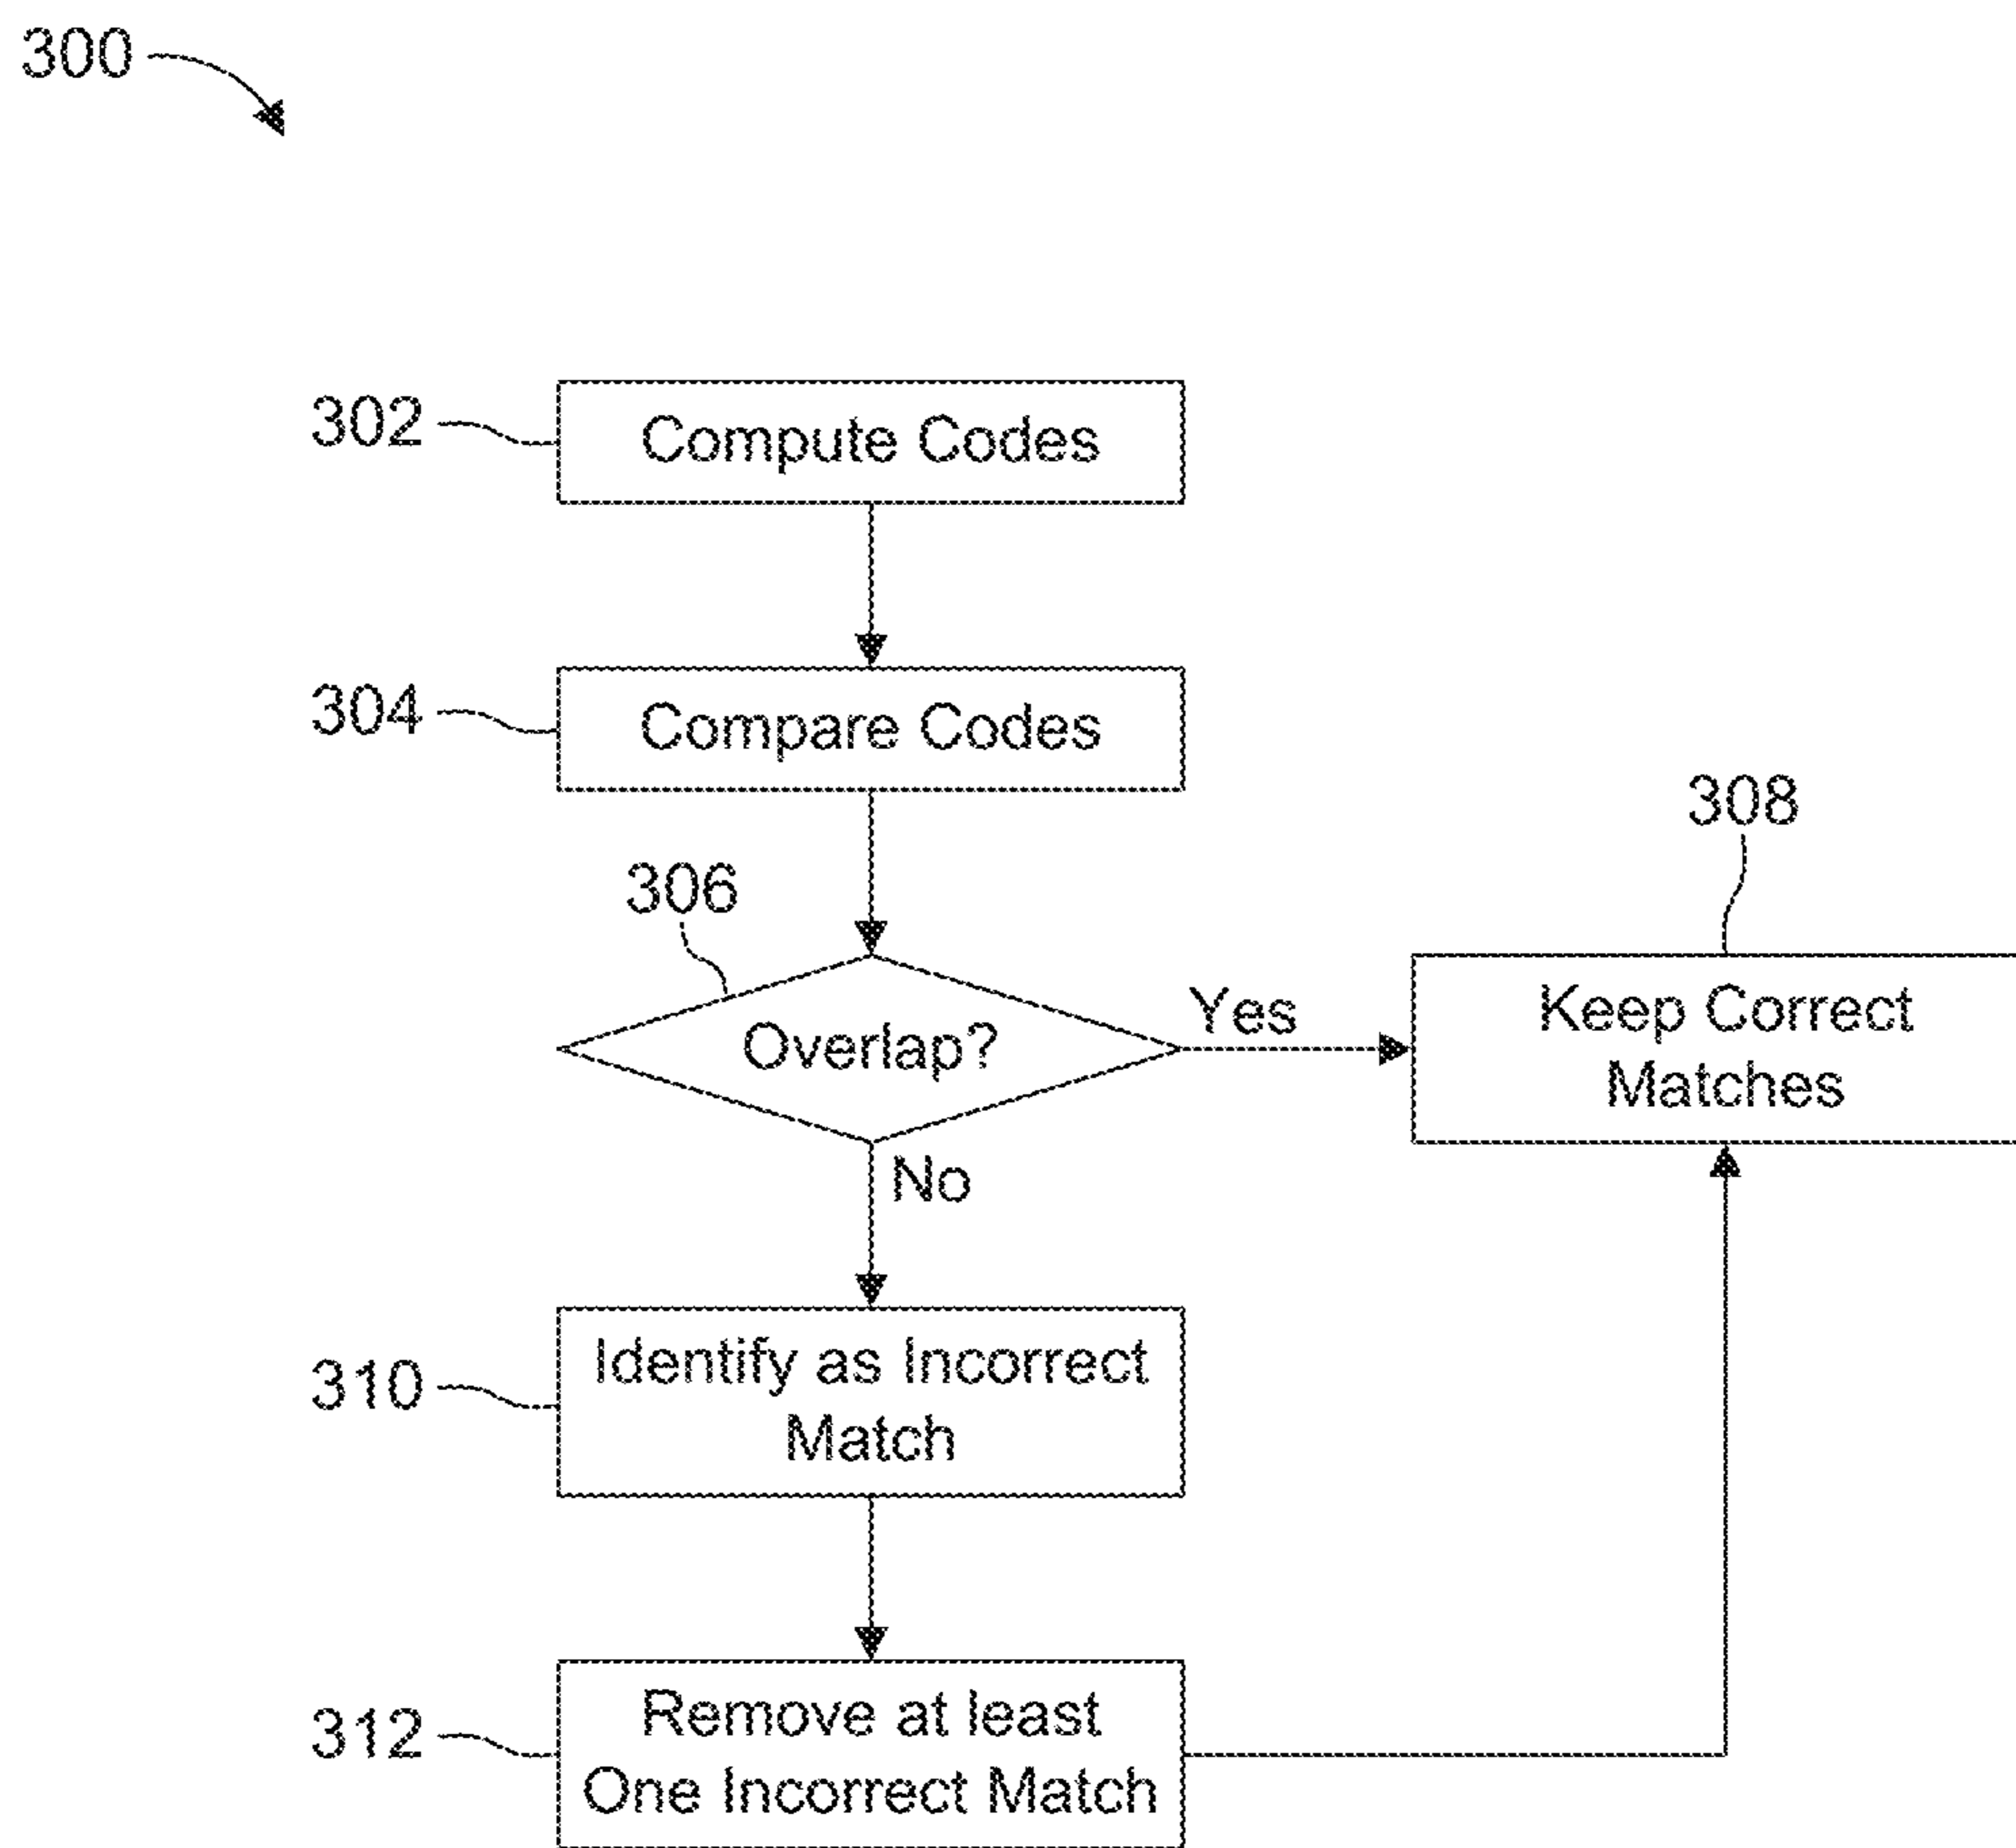 300
302
Compute Codes
304
Compare Codes
306
308
Overlap?
Yes
Keep Correct
Matches
No
310
Identify as Incorrect
Match
312
Remove at least
One Incorrect Match